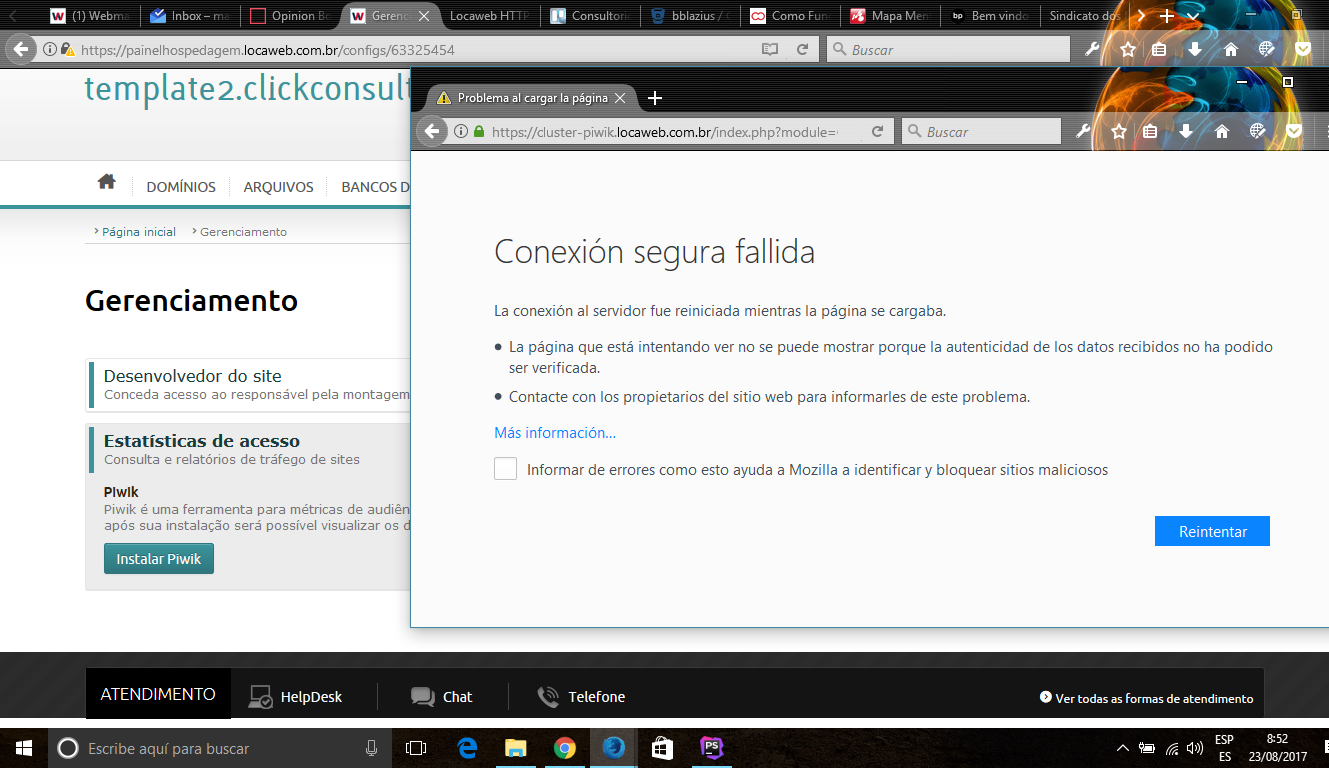 (1) Webma
Inbox – ma
Opinion Bo
Gerenc
Locaweb HTTP
Consultori
bblazius / C
Como Fun
Mapa Men
bp Bem vindo
Sindicato dos
https://painelhospedagem.locaweb.com.br/configs/63325454
Buscar
template2.clickconsult
DOMÍNIOS
ARQUIVOS
BANCOS D
Página inicial
Gerenciamento
Gerenciamento
Desenvolvedor do site
Conceda acesso ao responsável pela montagem
Estatísticas de acesso
Consulta e relatórios de tráfego de sites
Piwik
Piwik é uma ferramenta para métricas de audiên
após sua instalação será possível visualizar os d
Instalar Piwik
Problema al cargar la página
https://cluster-piwik.locaweb.com.br/index.php?module=
Buscar
Conexión segura fallida
La conexión al servidor fue reiniciada mientras la página se cargaba.
La página que está intentando ver no se puede mostrar porque la autenticidad de los datos recibidos no ha podido
ser verificada.
Contacte con los propietarios del sitio web para informarles de este problema.
Más información...
Informar de errores como esto ayuda a Mozilla a identificar y bloquear sitios maliciosos
Reintentar
ATENDIMENTO
HelpDesk
Chat
Telefone
Ver todas as formas de atendimento
Escribe aquí para buscar
PS
ESP
ES
8:52
23/08/2017